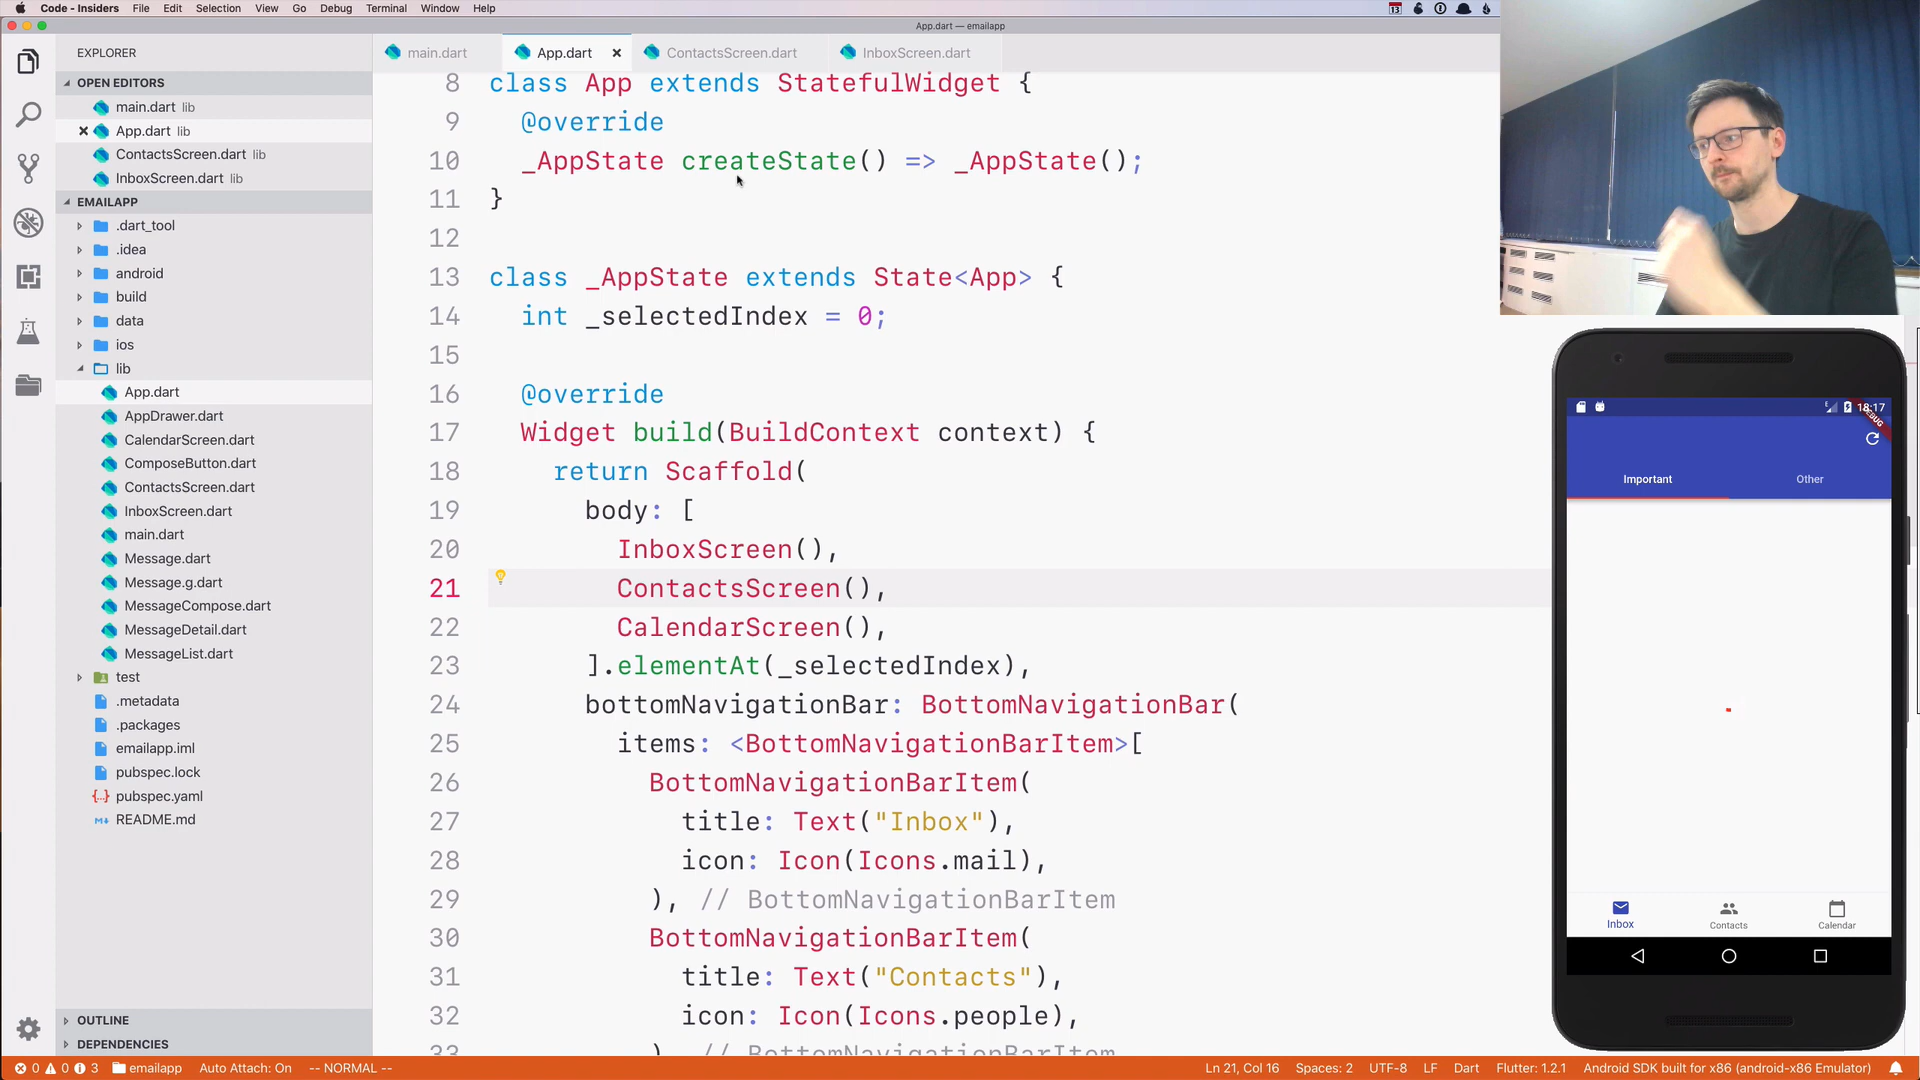 Code - Insiders File Edit Selection View Go Debug Terminal Window Help
13
App.dart — emailapp
EXPLORER
OPEN EDITORS
main.dart lib
App.dart lib
ContactsScreen.dart lib
InboxScreen.dart lib
EMAILAPP
.dart_tool
.idea
android
build
data
ios
lib
App.dart
AppDrawer.dart
CalendarScreen.dart
ComposeButton.dart
ContactsScreen.dart
InboxScreen.dart
main.dart
Message.dart
Message.g.dart
MessageCompose.dart
MessageDetail.dart
MessageList.dart
test
.metadata
.packages
emailapp.iml
pubspec.lock
pubspec.yaml
README.md
OUTLINE
DEPENDENCIES
main.dart App.dart ContactsScreen.dart InboxScreen.dart
8 class App extends StatefulWidget {
9 @override
10 _AppState createState() => _AppState();
11 }
12
13 class _AppState extends State<App> {
14 int _selectedIndex = 0;
15
16 @override
17 Widget build(BuildContext context) {
18 return Scaffold(
19 body: [
20 InboxScreen(),
21 ContactsScreen(),
22 CalendarScreen(),
23 ].elementAt(_selectedIndex),
24 bottomNavigationBar: BottomNavigationBar(
25 items: <BottomNavigationBarItem>[
26 BottomNavigationBarItem(
27 title: Text("Inbox"),
28 icon: Icon(Icons.mail),
29 ), // BottomNavigationBarItem
30 BottomNavigationBarItem(
31 title: Text("Contacts"),
32 icon: Icon(Icons.people),
33 ), // BottomNavigationBarItem
18:17
DEBUG
Important Other
Inbox Contacts Calendar
0 0 3 emailapp Auto Attach: On -- NORMAL -- Ln 21, Col 16 Spaces: 2 UTF-8 LF Dart Flutter: 1.2.1 Android SDK built for x86 (android-x86 Emulator)